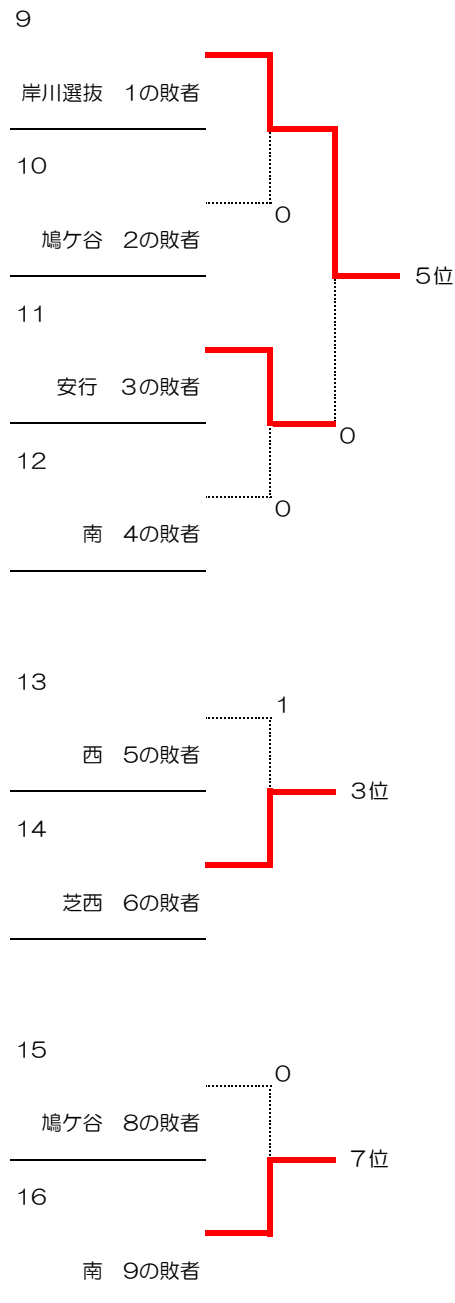 9
岸川選抜　1の敗者
10
0
鳩ケ谷　2の敗者
5位
11
安行　3の敗者
0
12
0
南　4の敗者
13
1
西　5の敗者
3位
14
芝西　6の敗者
15
0
鳩ケ谷　8の敗者
7位
16
南　9の敗者